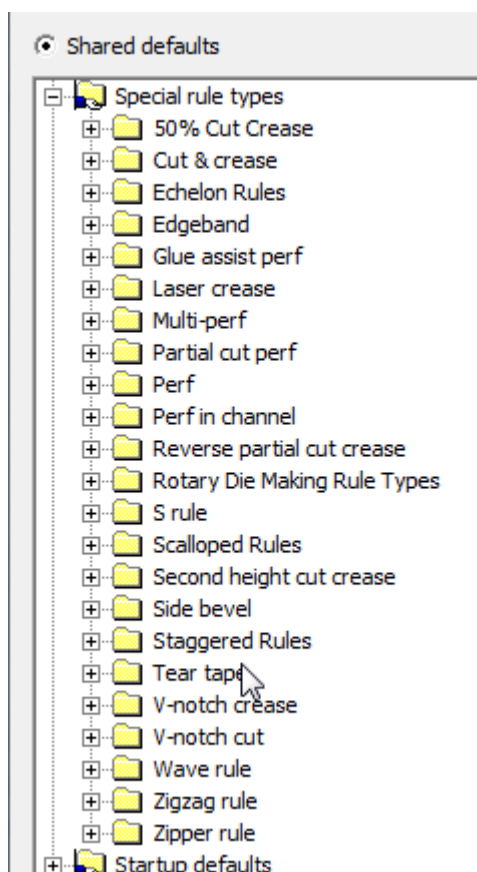 Shared defaults
Special rule types
50% Cut Crease
Cut & crease
Echelon Rules
Edgeband
Glue assist perf
Laser crease
Multi-perf
Partial cut perf
Perf
Perf in channel
Reverse partial cut crease
Rotary Die Making Rule Types
S rule
Scalloped Rules
Second height cut crease
Side bevel
Staggered Rules
Tear tape
V-notch crease
V-notch cut
Wave rule
Zigzag rule
Zipper rule
Startup defaults